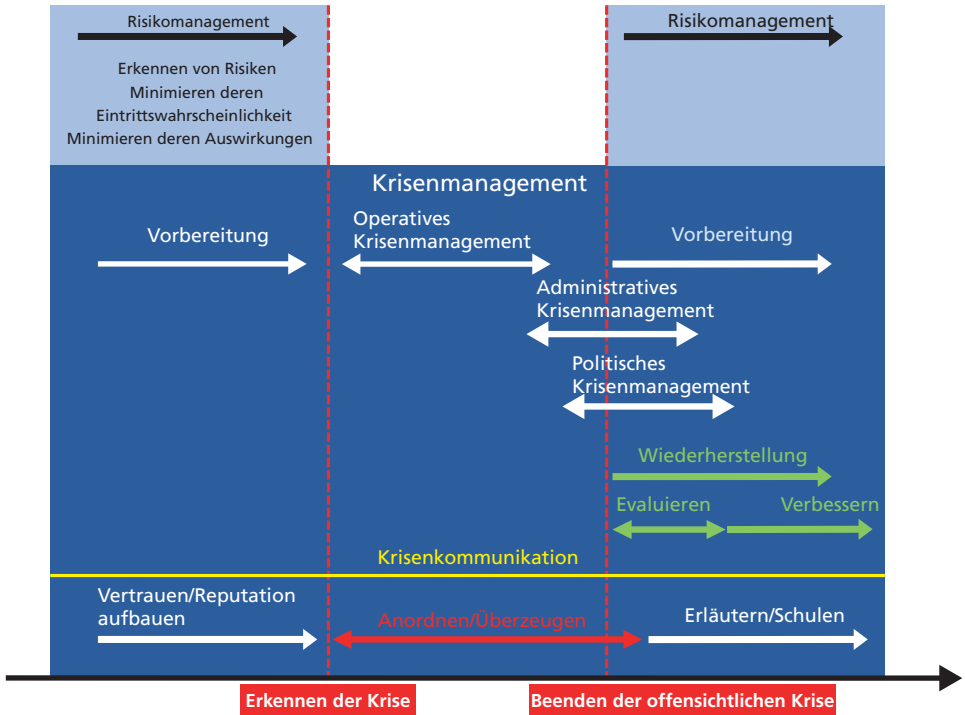 Risikomanagement
Erkennen von Risiken
Minimieren deren
Eintrittswahrscheinlichkeit
Minimieren deren Auswirkungen
Risikomanagement
Krisenmanagement
Vorbereitung
Operatives
Krisenmanagement
Vorbereitung
Administratives
Krisenmanagement
Politisches
Krisenmanagement
Wiederherstellung
Evaluieren
Verbessern
Krisenkommunikation
Vertrauen/Reputation
aufbauen
Anordnen/Überzeugen
Erläutern/Schulen
Erkennen der Krise
Beenden der offensichtlichen Krise